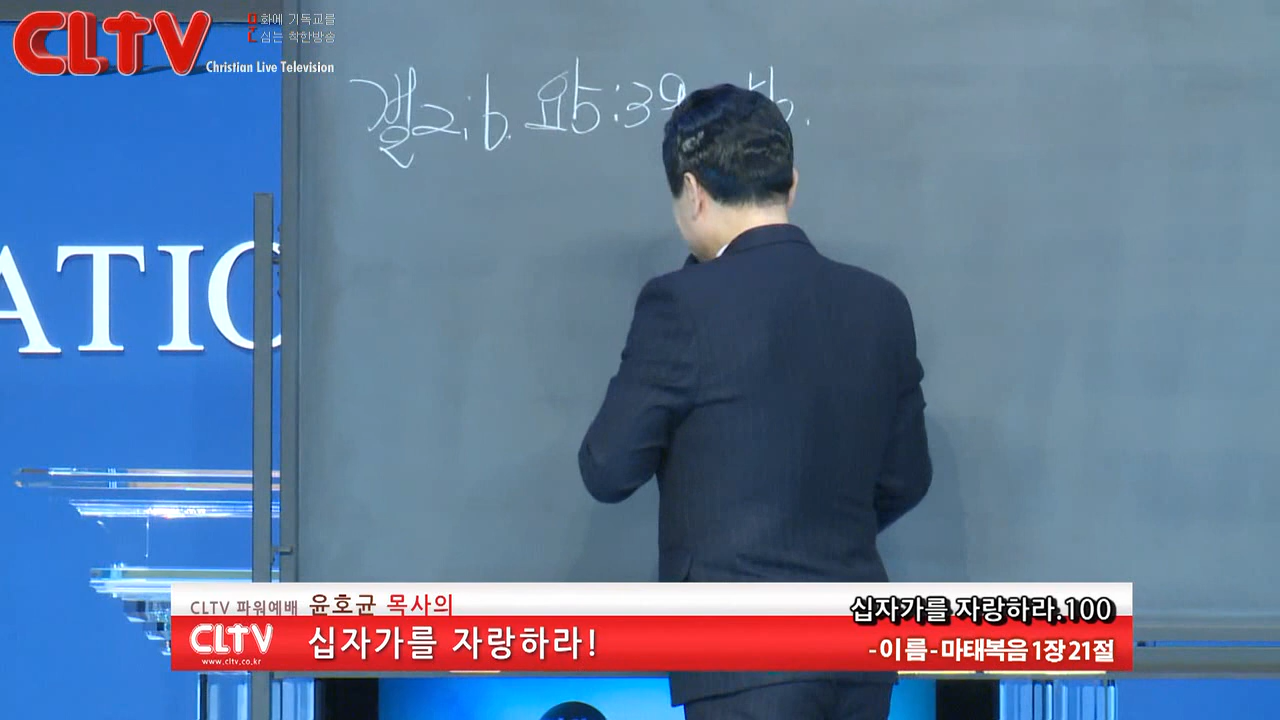 CLTV
문화에 기독교를
심는 착한방송
Christian Live Television
2:6. 요5:39
ATIO
CLTV 파워예배 윤호균 목사의
십자가를 자랑하라.100
CLTV
www.cltv.co.kr
십자가를 자랑하라!
-이름-마태복음 1장 21절